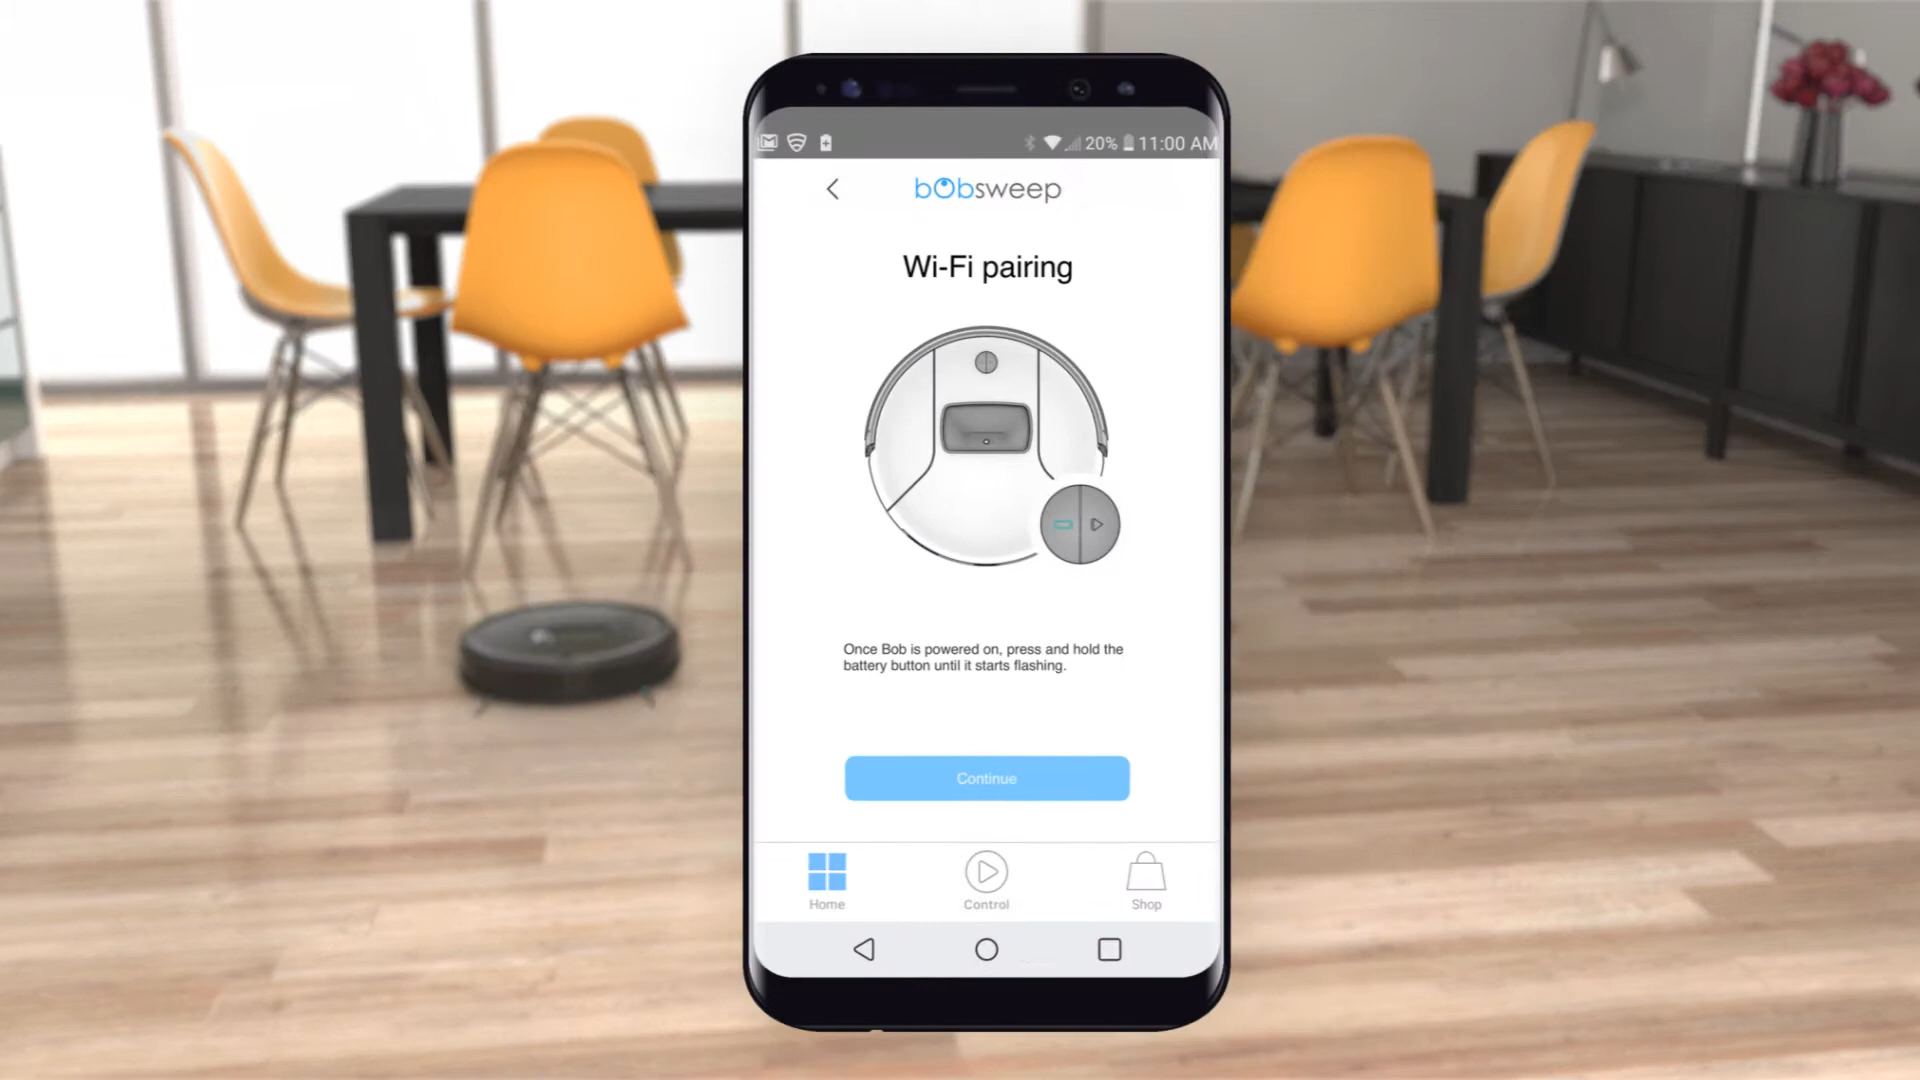 20% 11:00 AM
bobsweep
Wi-Fi pairing
Once Bob is powered on, press and hold the
battery button until it starts flashing.
Continue
Home Control Shop